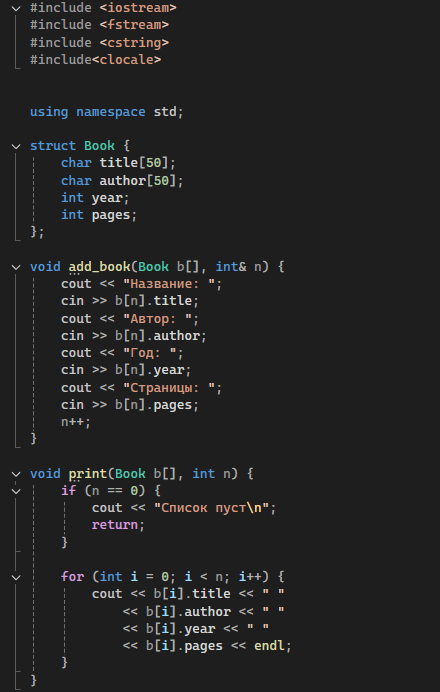 #include <iostream>
#include <fstream>
#include <cstring>
#include<clocale>
using namespace std;
struct Book {
    char title[50];
    char author[50];
    int year;
    int pages;
};
void add_book(Book b[], int& n) {
    cout << "Название: ";
    cin >> b[n].title;
    cout << "Автор: ";
    cin >> b[n].author;
    cout << "Год: ";
    cin >> b[n].year;
    cout << "Страницы: ";
    cin >> b[n].pages;
    n++;
}
void print(Book b[], int n) {
    if (n == 0) {
        cout << "Список пуст\n";
        return;
    }
    for (int i = 0; i < n; i++) {
        cout << b[i].title << " "
            << b[i].author << " "
            << b[i].year << " "
            << b[i].pages << endl;
    }
}